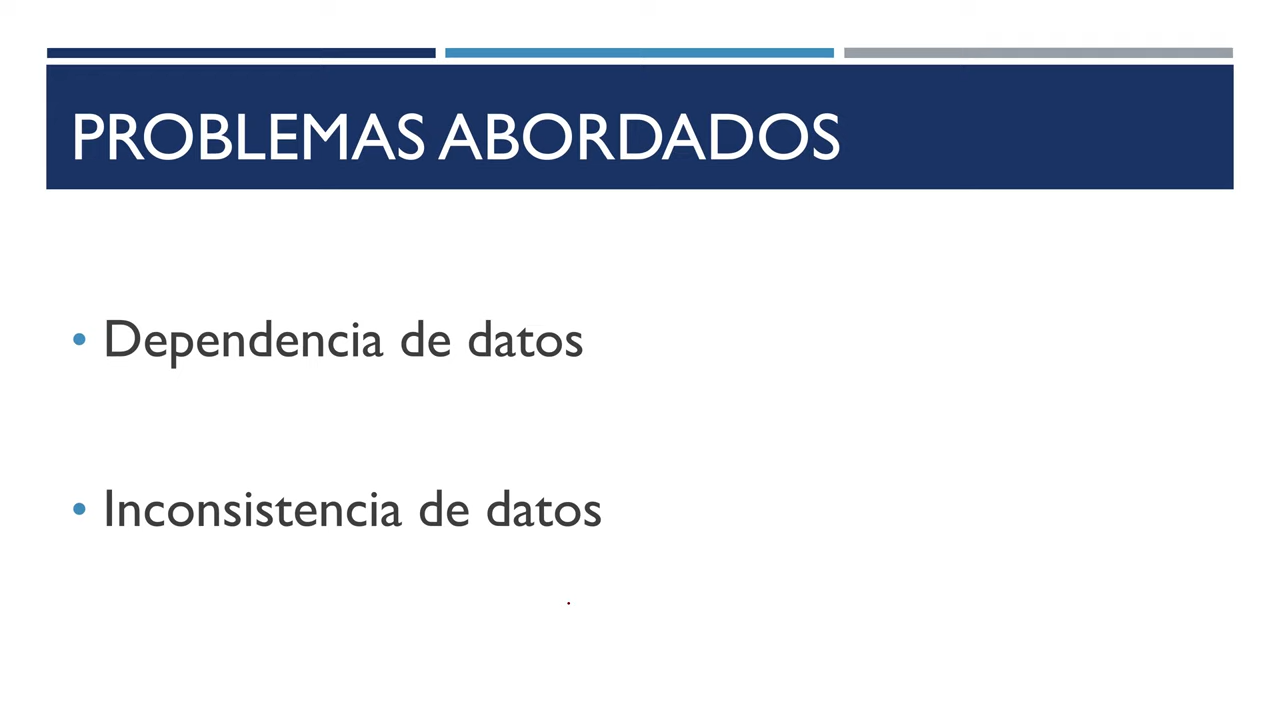 PROBLEMAS ABORDADOS
• Dependencia de datos
• Inconsistencia de datos